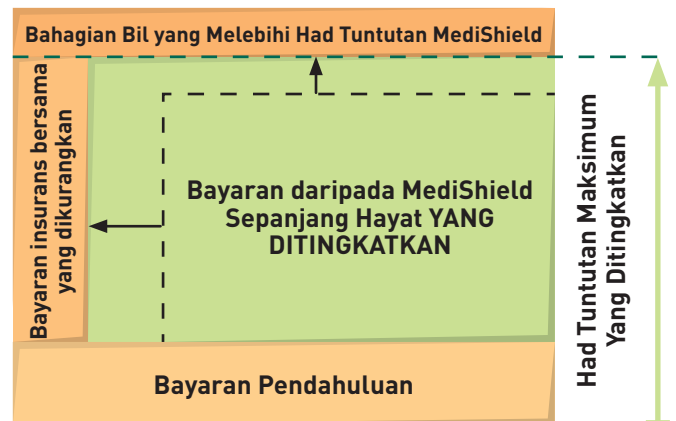 Bahagian Bil yang Melebihi Had Tuntutan MediShield
Bayaran insurans bersama
yang dikurangkan
Bayaran daripada MediShield
Sepanjang Hayat YANG
DITINGKATKAN
Had Tuntutan Maksimum
Yang Ditingkatkan
Bayaran Pendahuluan